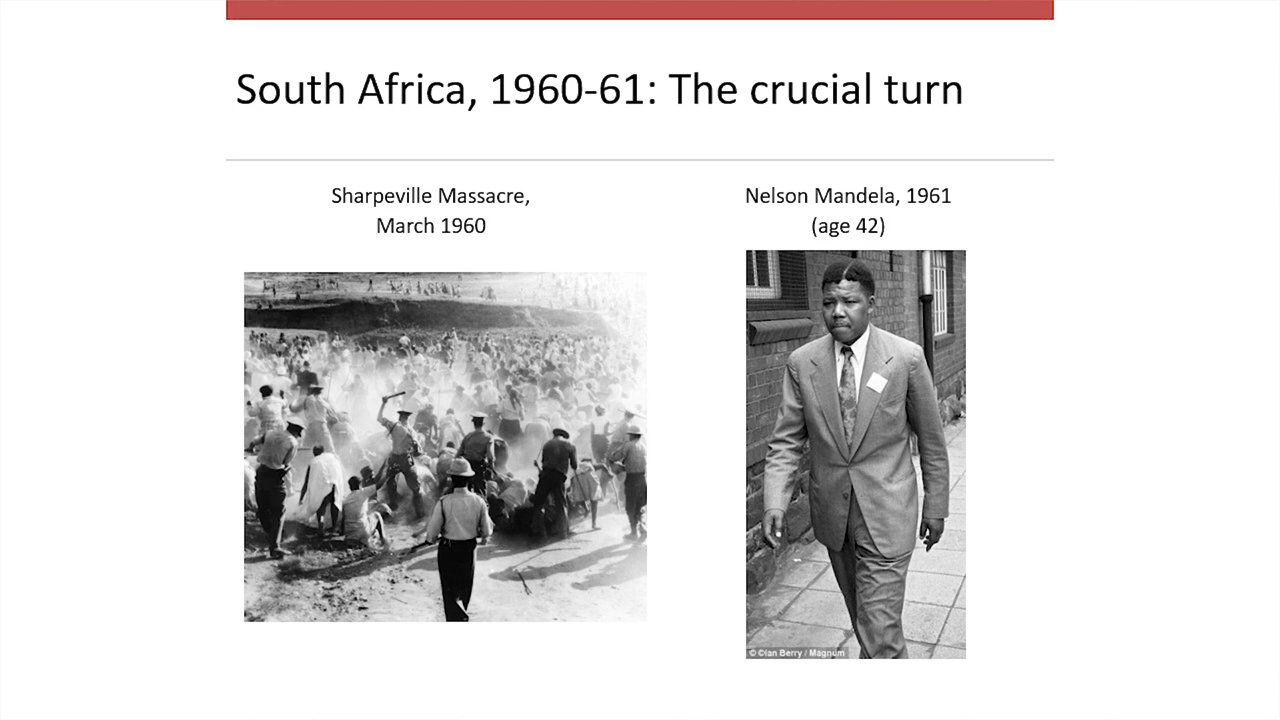 South Africa, 1960-61: The crucial turn
Sharpeville Massacre,
March 1960
Nelson Mandela, 1961
(age 42)
© ©Ian Berry / Magnum